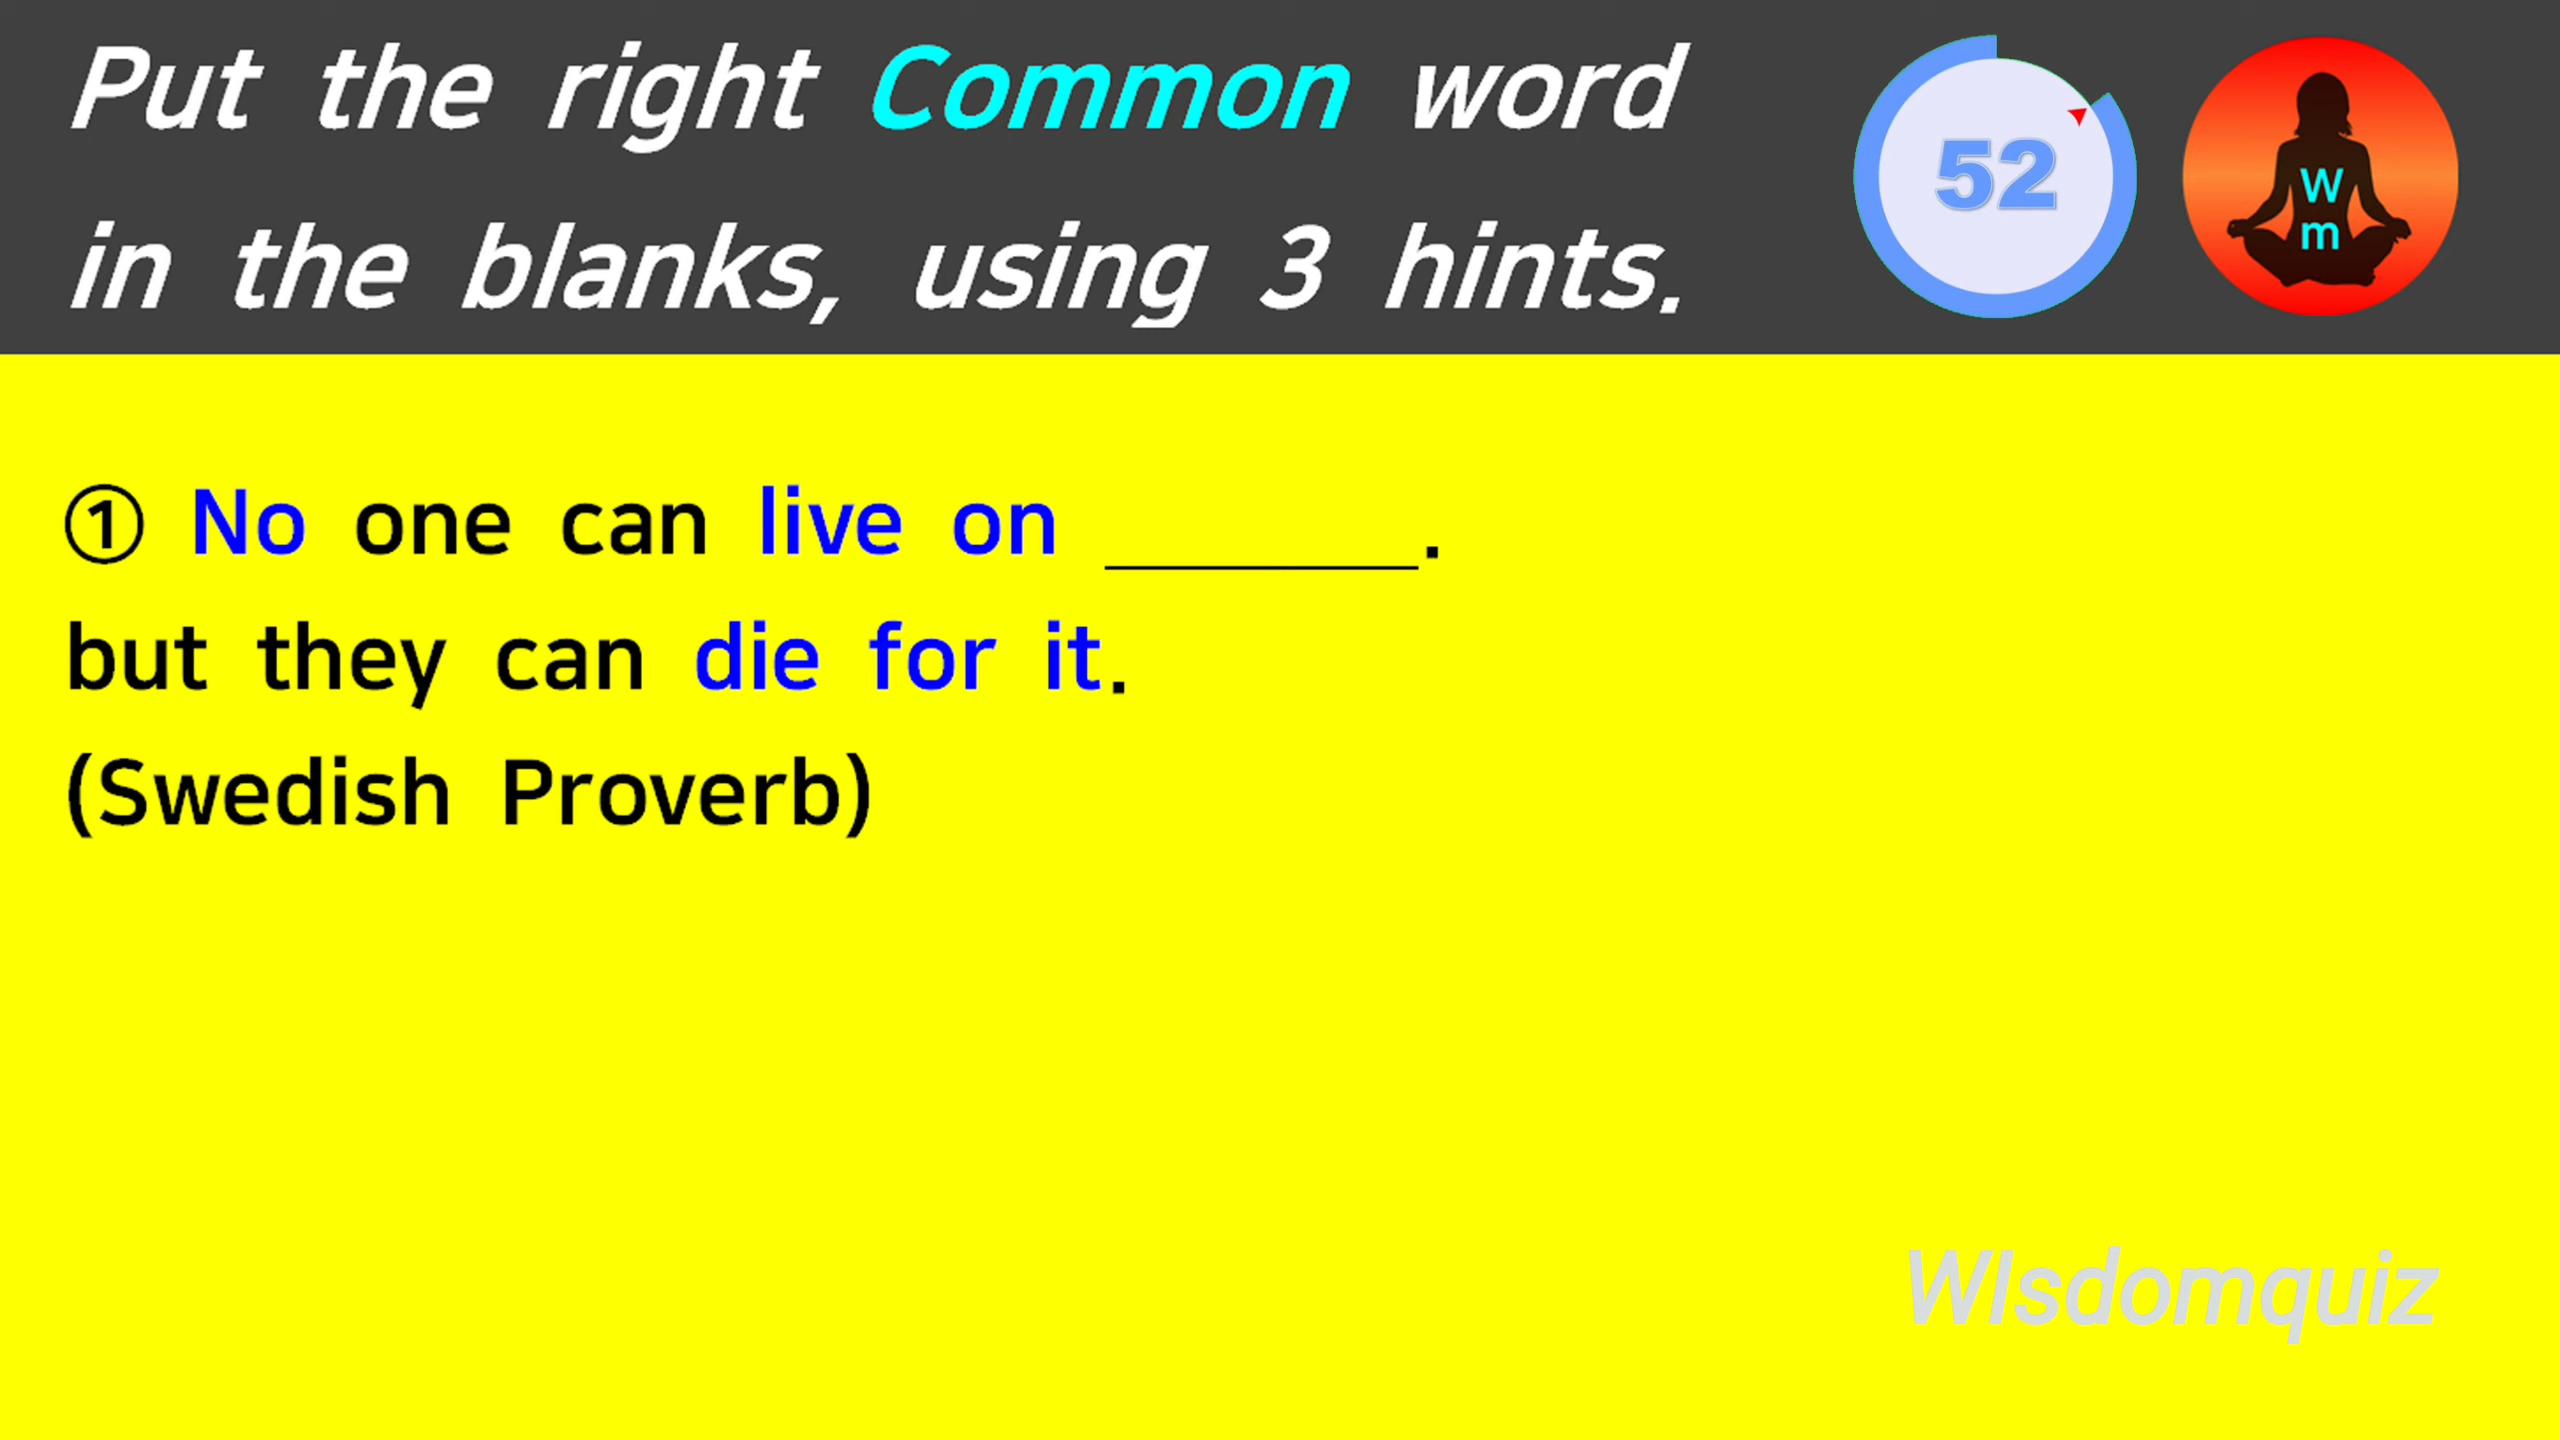 Put the right Common word
in the blanks, using 3 hints.
52
W
m
① No one can live on ______.
but they can die for it.
(Swedish Proverb)
WIsdomquiz